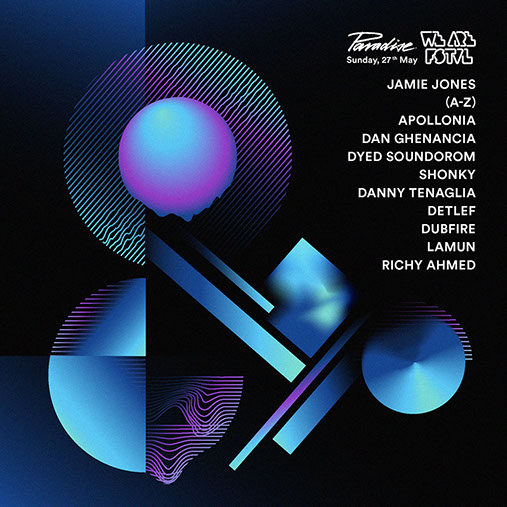 Paradise
WE ARE
FSTVL
Sunday, 27th May
JAMIE JONES
(A-Z)
APOLLONIA
DAN GHENANCIA
DYED SOUNDOROM
SHONKY
DANNY TENAGLIA
DETLEF
DUBFIRE
LAMUN
RICHY AHMED